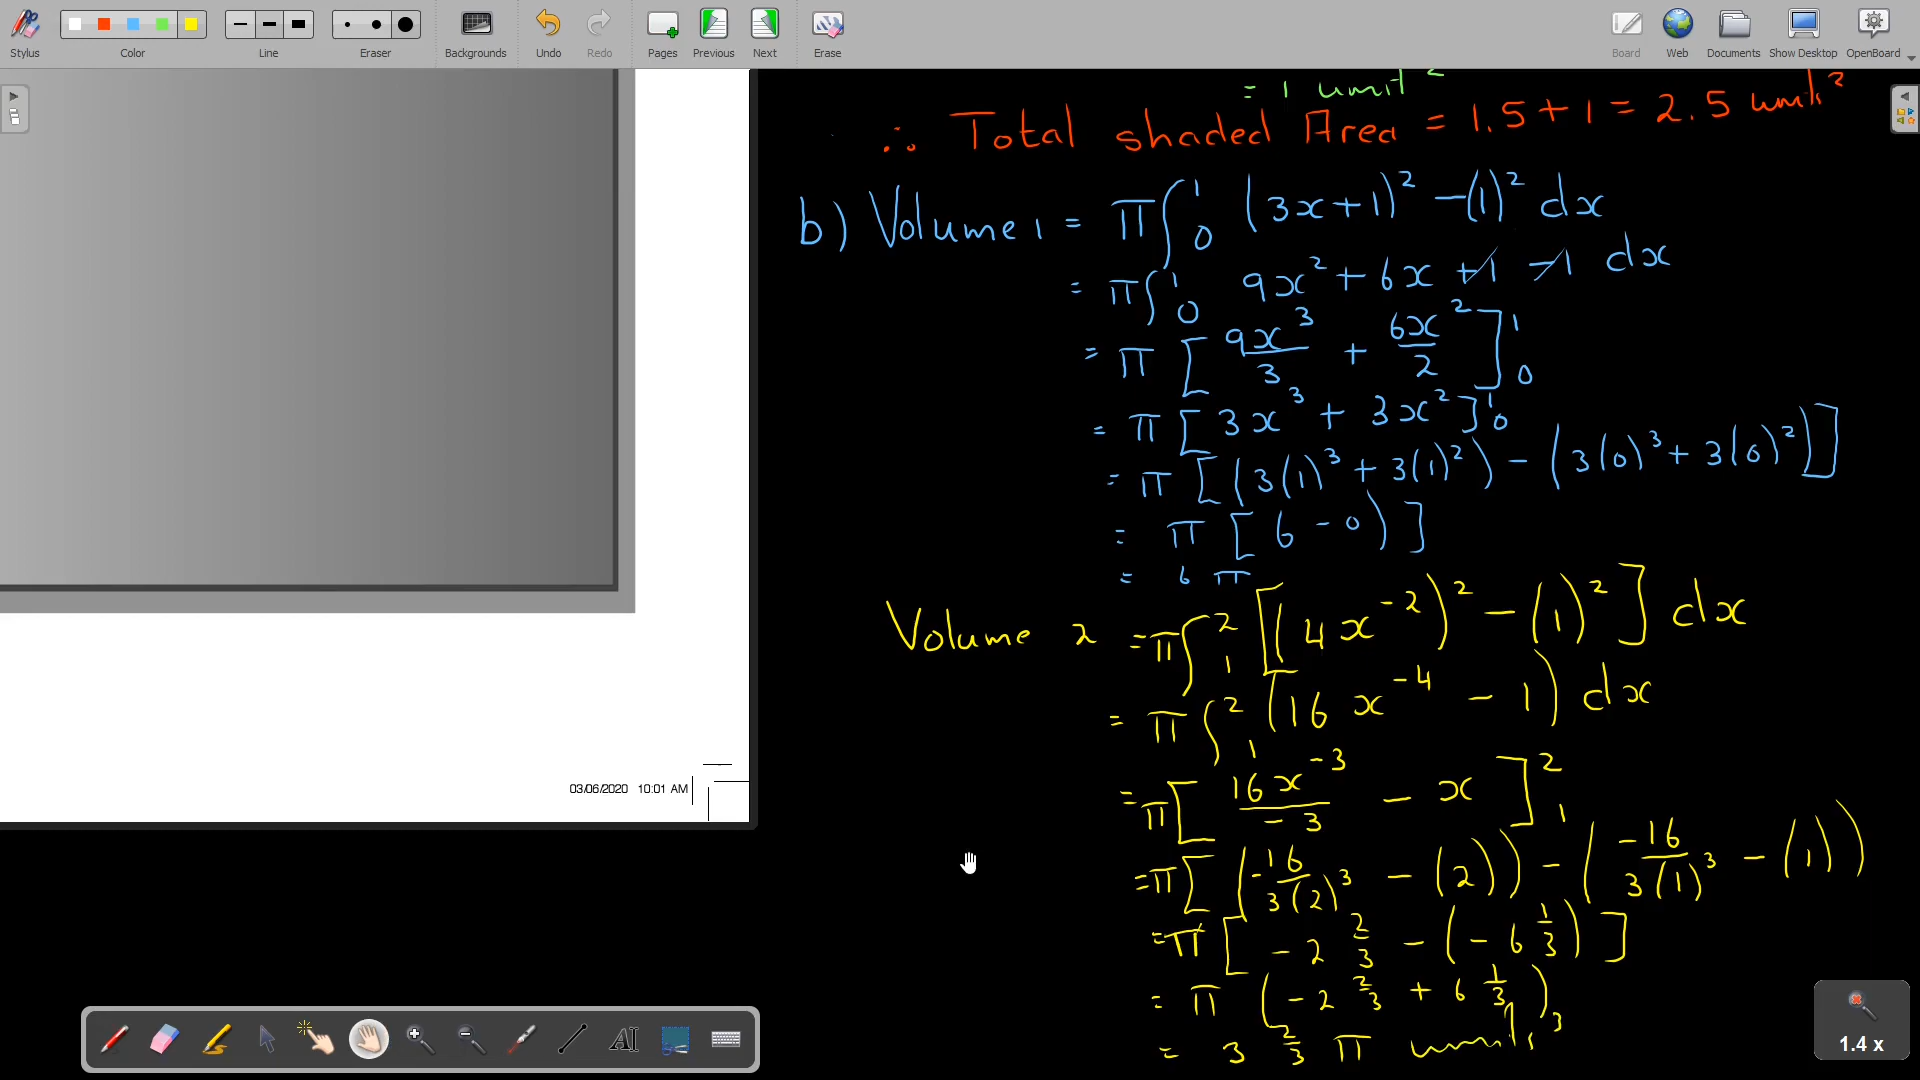 Stylus Color Line Eraser Backgrounds Undo Redo Pages Previous Next Erase Board Web Documents Show Desktop OpenBoard
= 1 unit²
∴ Total shaded Area = 1.5 + 1 = 2.5 units²
b) Volume 1 = π∫₀¹ (3x+1)² - (1)² dx
= π∫₀¹ 9x² + 6x +1 -1 dx
= π [ 9x³/3 + 6x²/2 ]₀¹
= π [ 3x³ + 3x² ]₀¹
= π [ (3(1)³ + 3(1)²) - (3(0)³ + 3(0)²) ]
= π [ 6 - 0) ]
= 6 π
Volume 2 = π∫₁² [(4x⁻²)² - (1)²] dx
= π∫₁² (16x⁻⁴ - 1) dx
= π[ 16x⁻³/-3 - x ]₁²
= π[ (-16/3(2)³ - (2)) - (-16/3(1)³ - (1))
= π [ -2 2/3 - (-6 1/3) ]
= π (-2 2/3 + 6 1/3)
= 3 2/3 π units³
03/06/2020 10:01 AM
AI
1.4 x